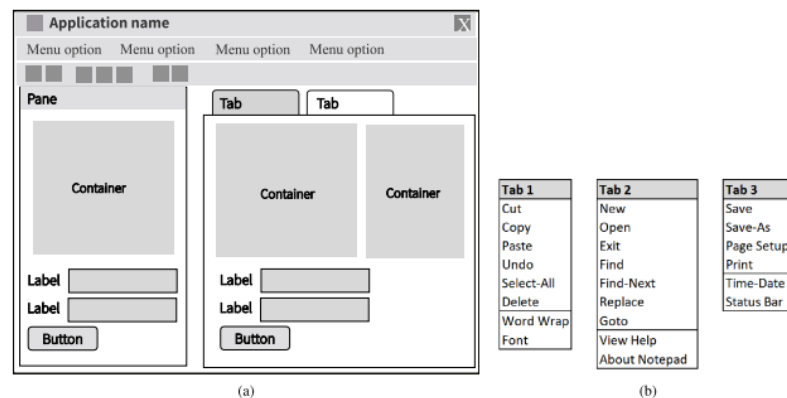 Application name X
Menu option Menu option Menu option Menu option
Pane
Container
Label
Label
Button
Tab Tab
Container Container
Label
Label
Button
(a)
Tab 1
Cut
Copy
Paste
Undo
Select-All
Delete
Word Wrap
Font
Tab 2
New
Open
Exit
Find
Find-Next
Replace
Goto
View Help
About Notepad
Tab 3
Save
Save-As
Page Setup
Print
Time-Date
Status Bar
(b)